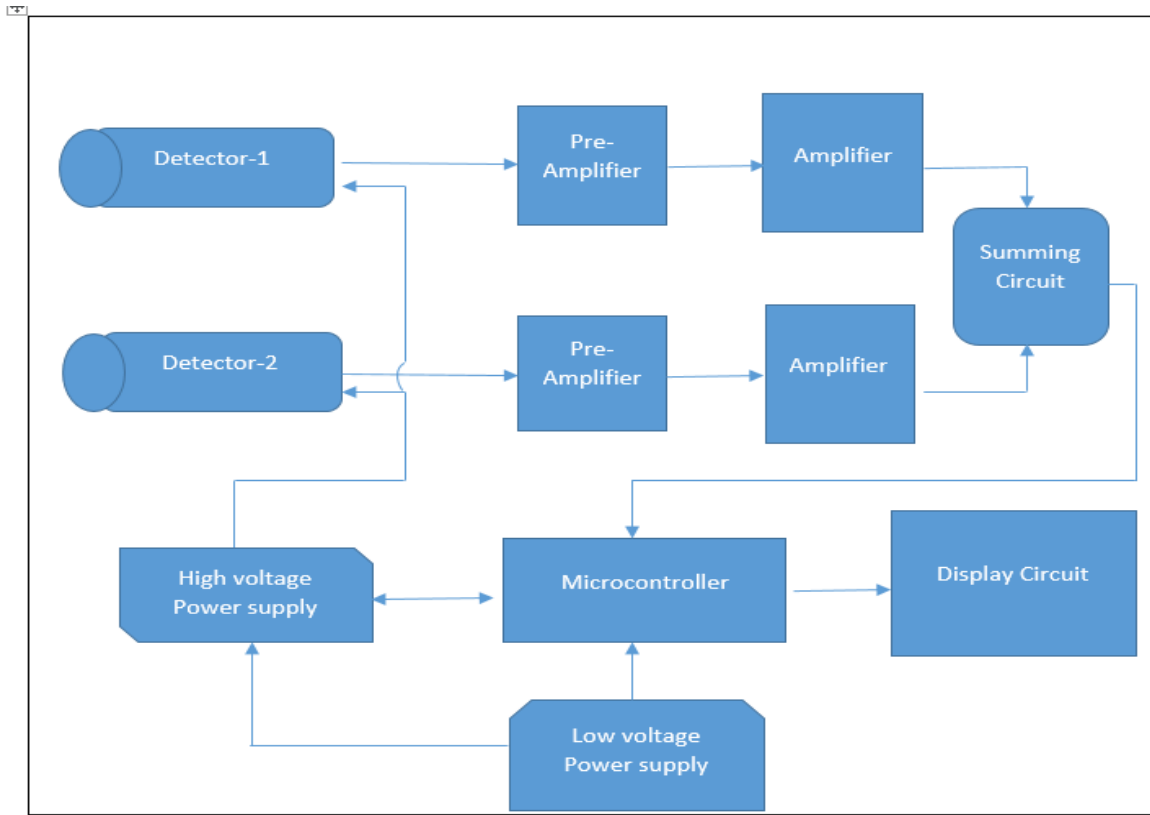 Detector-1
Pre-
Amplifier
Amplifier
Summing
Circuit
Detector-2
Pre-
Amplifier
Amplifier
High voltage
Power supply
Microcontroller
Display Circuit
Low voltage
Power supply